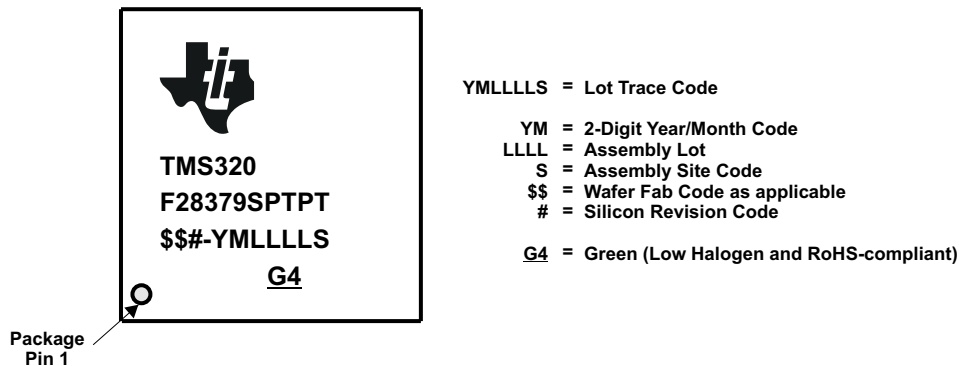 TMS320
F28379SPTPT
$$#-YMLLLLS
G4
Package
Pin 1
YMLLLLS = Lot Trace Code
YM = 2-Digit Year/Month Code
LLLL = Assembly Lot
S = Assembly Site Code
$$ = Wafer Fab Code as applicable
# = Silicon Revision Code
G4 = Green (Low Halogen and RoHS-compliant)